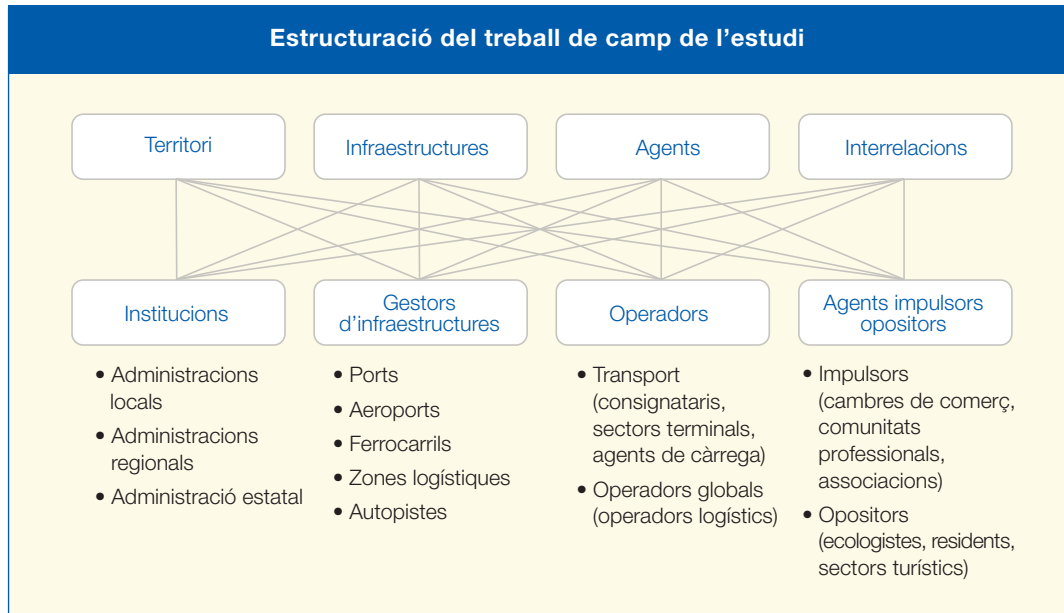 Estructuració del treball de camp de l’estudi
Territori
Infraestructures
Agents
Interrelacions
Institucions
Gestors
d’infraestructures
Operadors
Agents impulsors
opositors
• Administracions
locals
• Administracions
regionals
• Administració estatal
• Ports
• Aeroports
• Ferrocarrils
• Zones logístiques
• Autopistes
• Transport
(consignataris,
sectors terminals,
agents de càrrega)
• Operadors globals
(operadors logístics)
• Impulsors
(cambres de comerç,
comunitats
professionals,
associacions)
• Opositors
(ecologistes, residents,
sectors turístics)